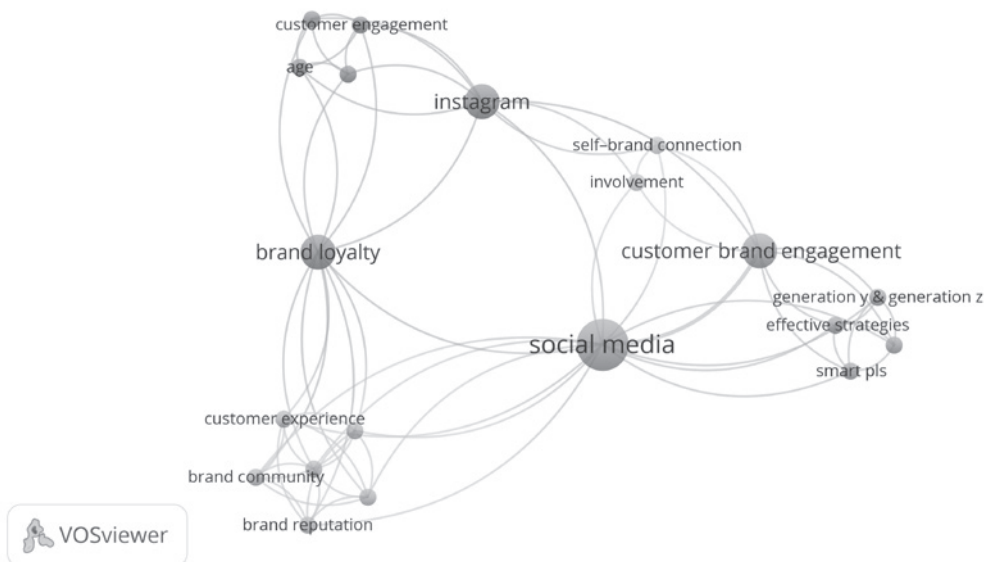 customer engagement
age
instagram
self-brand connection
involvement
brand loyalty
customer brand engagement
generation y & generation z
effective strategies
social media
smart pls
customer experience
brand community
brand reputation
VOSviewer